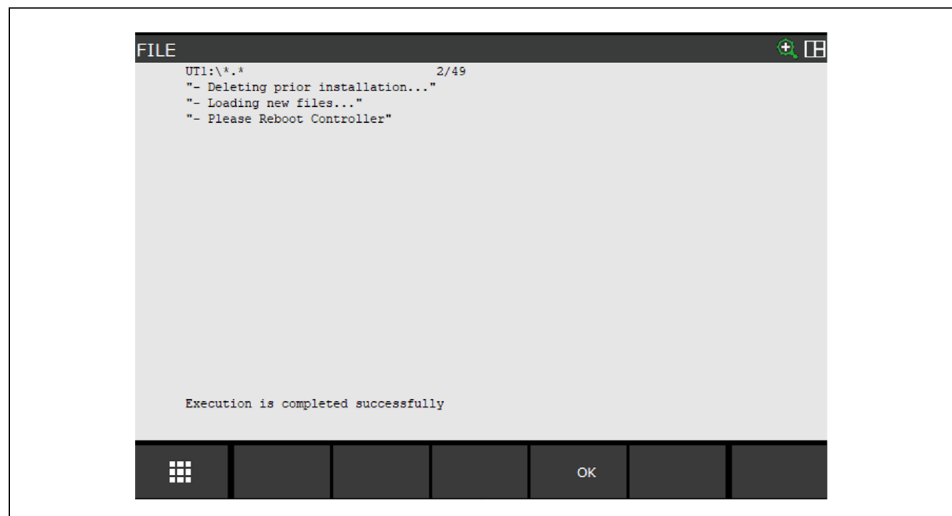 FILE
UT1:\*.* 2/49
"- Deleting prior installation..."
"- Loading new files..."
"- Please Reboot Controller"
Execution is completed successfully
OK